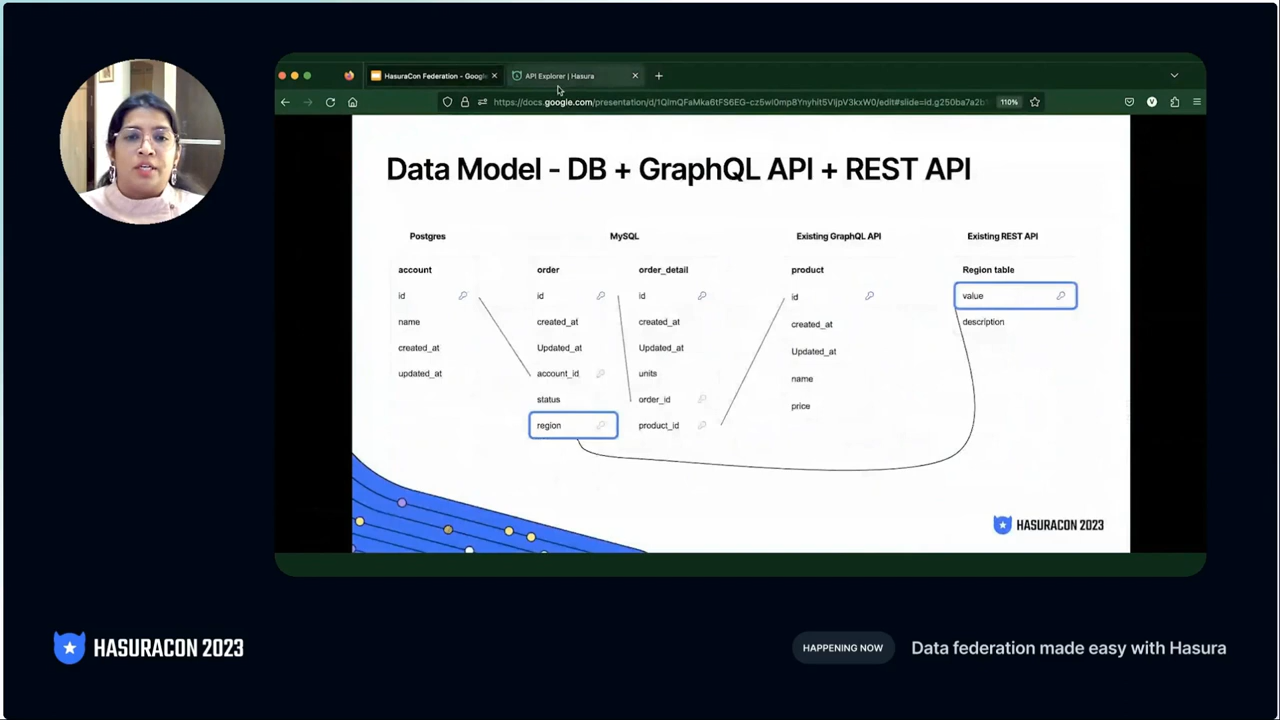 HasuraCon Federation - Googl
API Explorer | Hasura
110%
Data Model - DB + GraphQL API + REST API
Postgres
MySQL
Existing GraphQL API
Existing REST API
account
id
name
created_at
updated_at
order
id
created_at
Updated_at
account_id
status
region
order_detail
id
created_at
Updated_at
units
order_id
product_id
product
id
created_at
Updated_at
name
price
Region table
value
description
HASURACON 2023
HASURACON 2023
HAPPENING NOW
Data federation made easy with Hasura